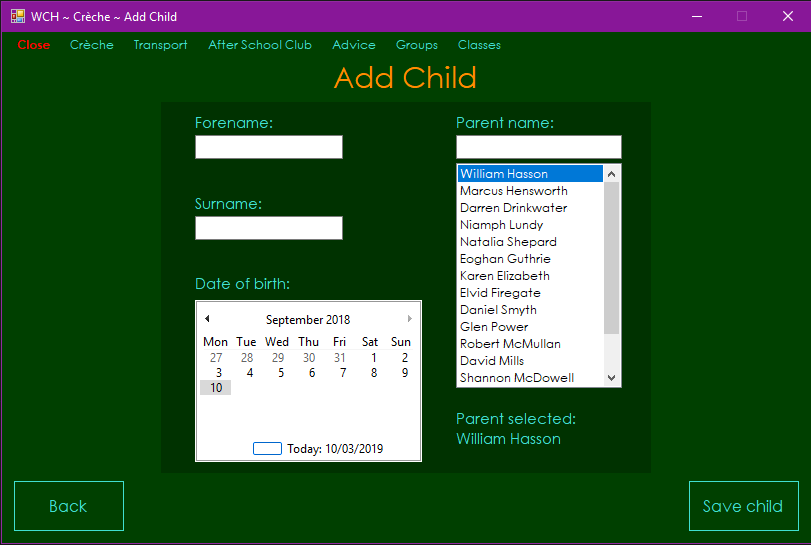 WCH ~ Crèche ~ Add Child
Close Crèche Transport After School Club Advice Groups Classes
Add Child
Forename:
Surname:
Date of birth:
September 2018
Mon Tue Wed Thu Fri Sat Sun
27 28 29 30 31 1 2
3 4 5 6 7 8 9
10
Today: 10/03/2019
Parent name:
William Hasson
Marcus Hensworth
Darren Drinkwater
Niamph Lundy
Natalia Shepard
Eoghan Guthrie
Karen Elizabeth
Elvid Firegate
Daniel Smyth
Glen Power
Robert McMullan
David Mills
Shannon McDowell
Parent selected:
William Hasson
Back
Save child